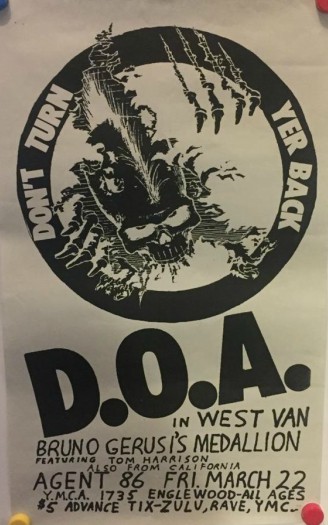 DON'T TURN
YER BACK
D.O.A.
IN WEST VAN
BRUNO GERUSI'S MEDALLION
FEATURING TOM HARRISON
ALSO FROM CALIFORNIA
AGENT 86 FRI. MARCH 22
Y.M.C.A. 1735 ENGLEWOOD-ALL AGES
$5 ADVANCE TIX-ZULU, RAVE, YMC-